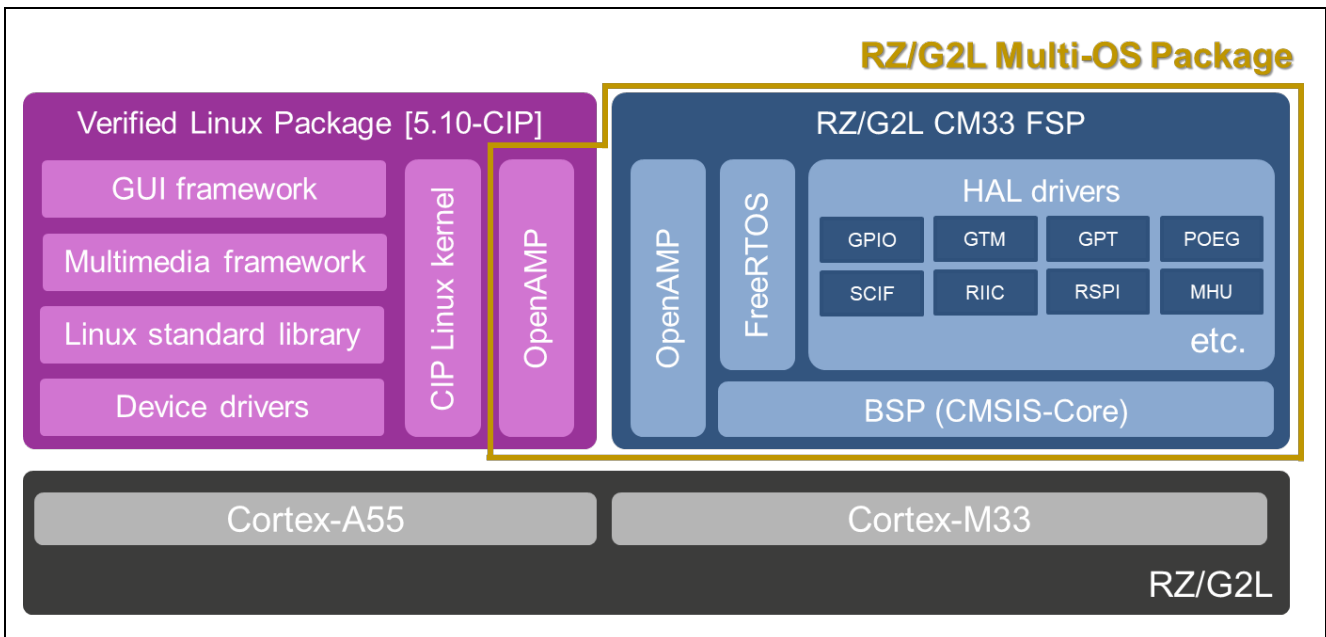 RZ/G2L Multi-OS Package
Verified Linux Package [5.10-CIP]
GUI framework
Multimedia framework
Linux standard library
Device drivers
CIP Linux kernel
OpenAMP
RZ/G2L CM33 FSP
OpenAMP
FreeRTOS
HAL drivers
GPIO
GTM
GPT
POEG
SCIF
RIIC
RSPI
MHU
etc.
BSP (CMSIS-Core)
Cortex-A55
Cortex-M33
RZ/G2L